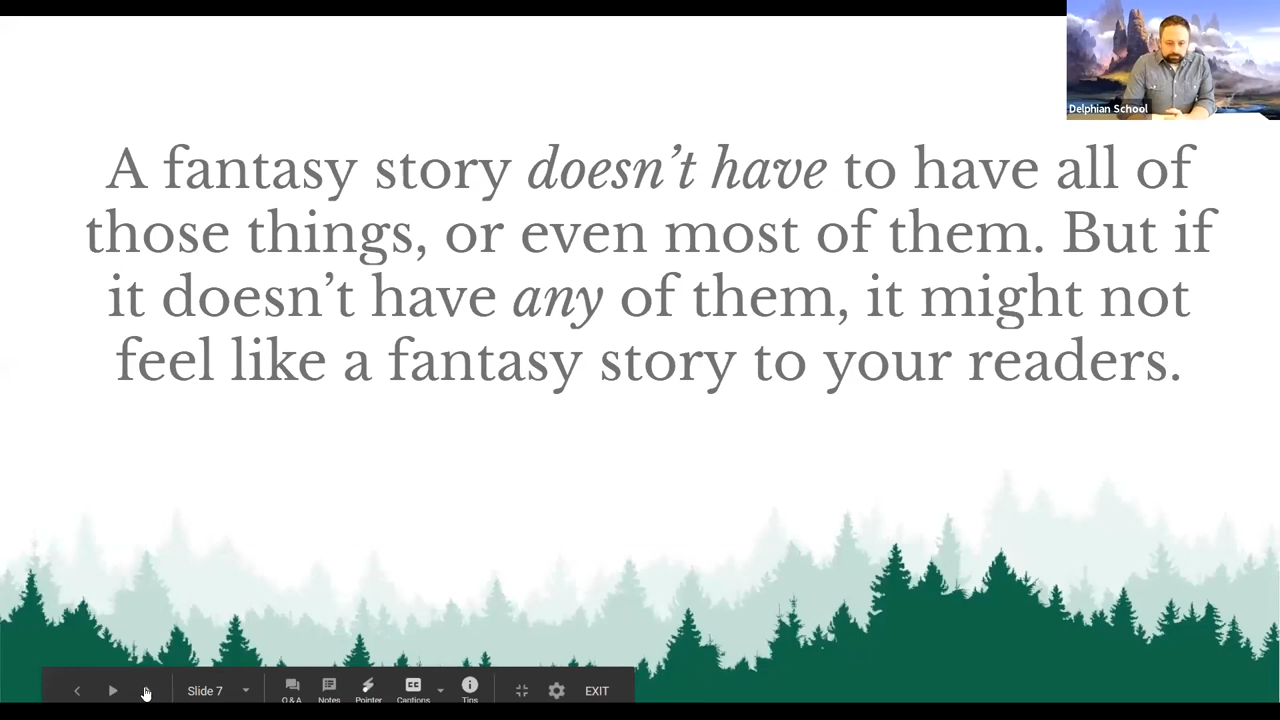 Delphian School
A fantasy story doesn’t have to have all of
those things, or even most of them. But if
it doesn’t have any of them, it might not
feel like a fantasy story to your readers.
Slide 7
Q & A
Notes
Pointer
Captions
Tips
EXIT
CC